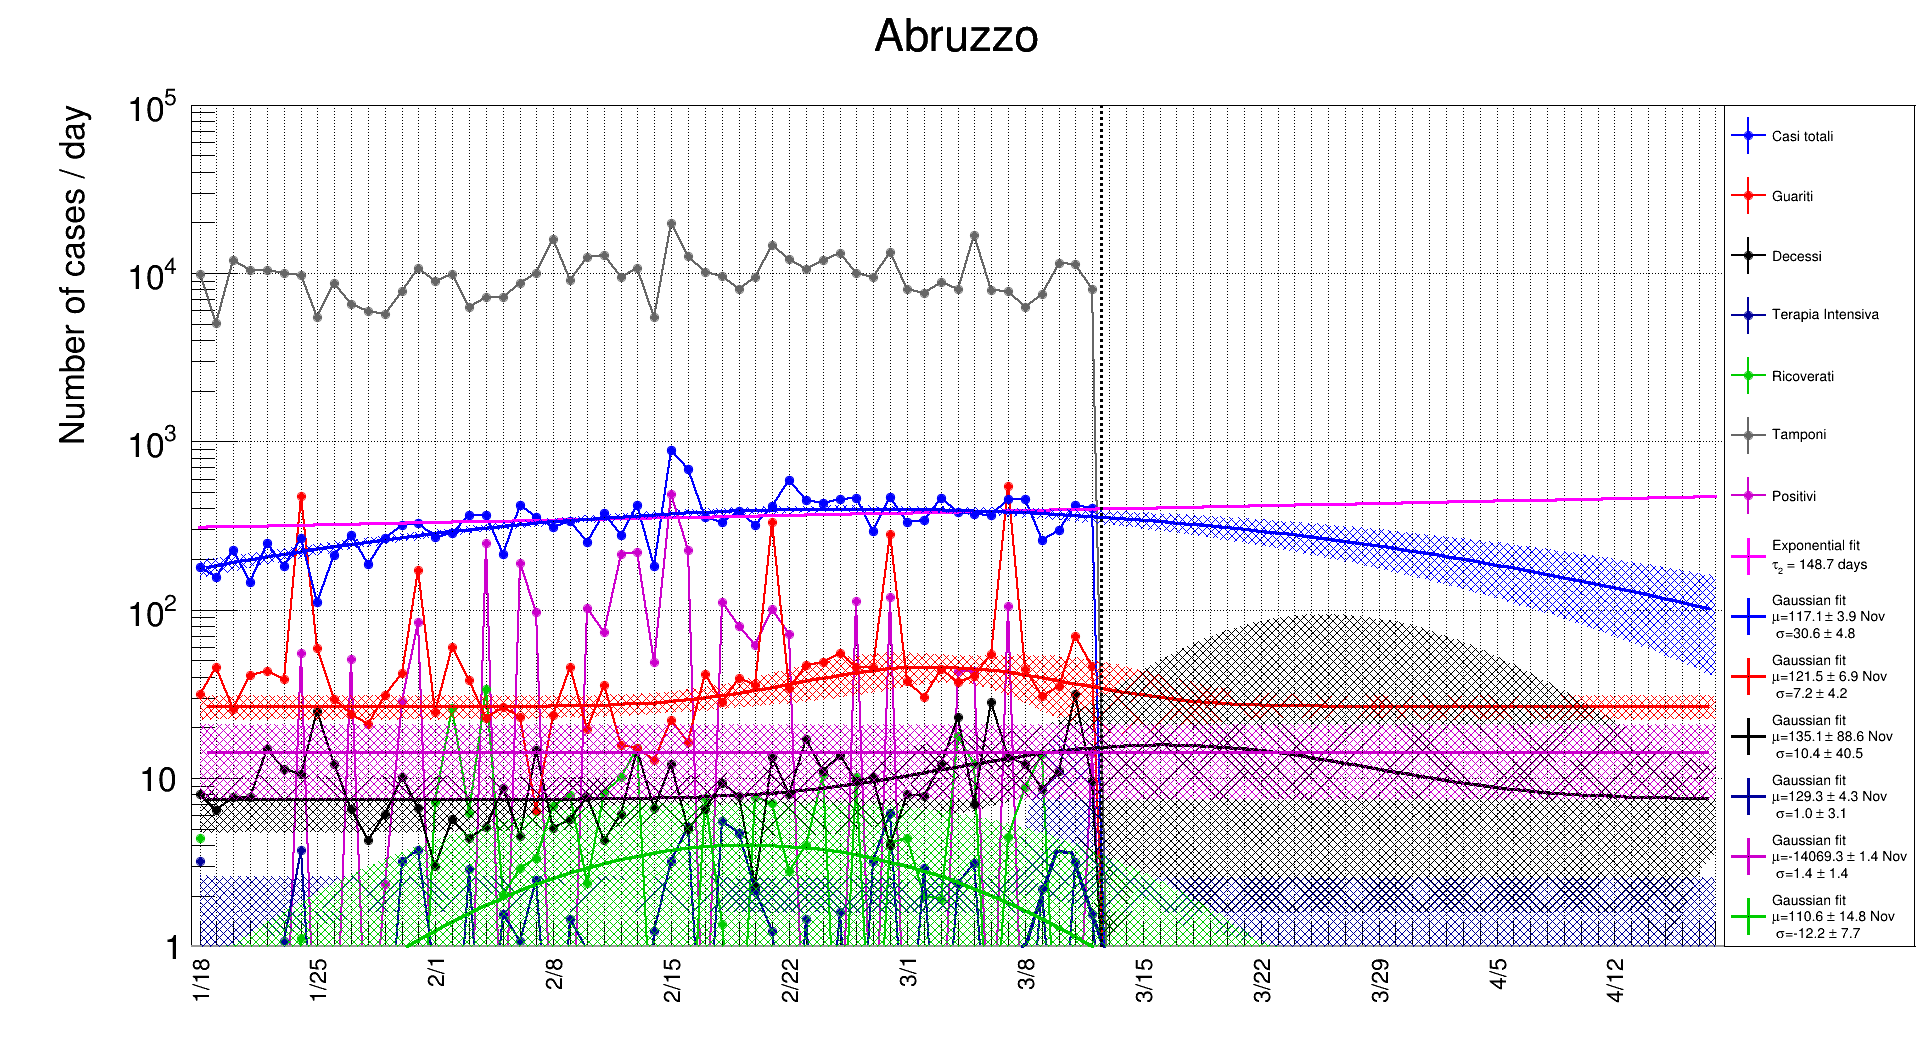 Abruzzo
Number of cases / day
10^5
10^4
10^3
10^2
10
1
1/18
1/25
2/1
2/8
2/15
2/22
3/1
3/8
3/15
3/22
3/29
4/5
4/12
Casi totali
Guariti
Decessi
Terapia Intensiva
Ricoverati
Tamponi
Positivi
Exponential fit
τ₂ = 148.7 days
Gaussian fit
μ=117.1 ± 3.9 Nov
σ=30.6 ± 4.8
Gaussian fit
μ=121.5 ± 6.9 Nov
σ=7.2 ± 4.2
Gaussian fit
μ=135.1 ± 88.6 Nov
σ=10.4 ± 40.5
Gaussian fit
μ=129.3 ± 4.3 Nov
σ=1.0 ± 3.1
Gaussian fit
μ=-14069.3 ± 1.4 Nov
σ=1.4 ± 1.4
Gaussian fit
μ=110.6 ± 14.8 Nov
σ=-12.2 ± 7.7